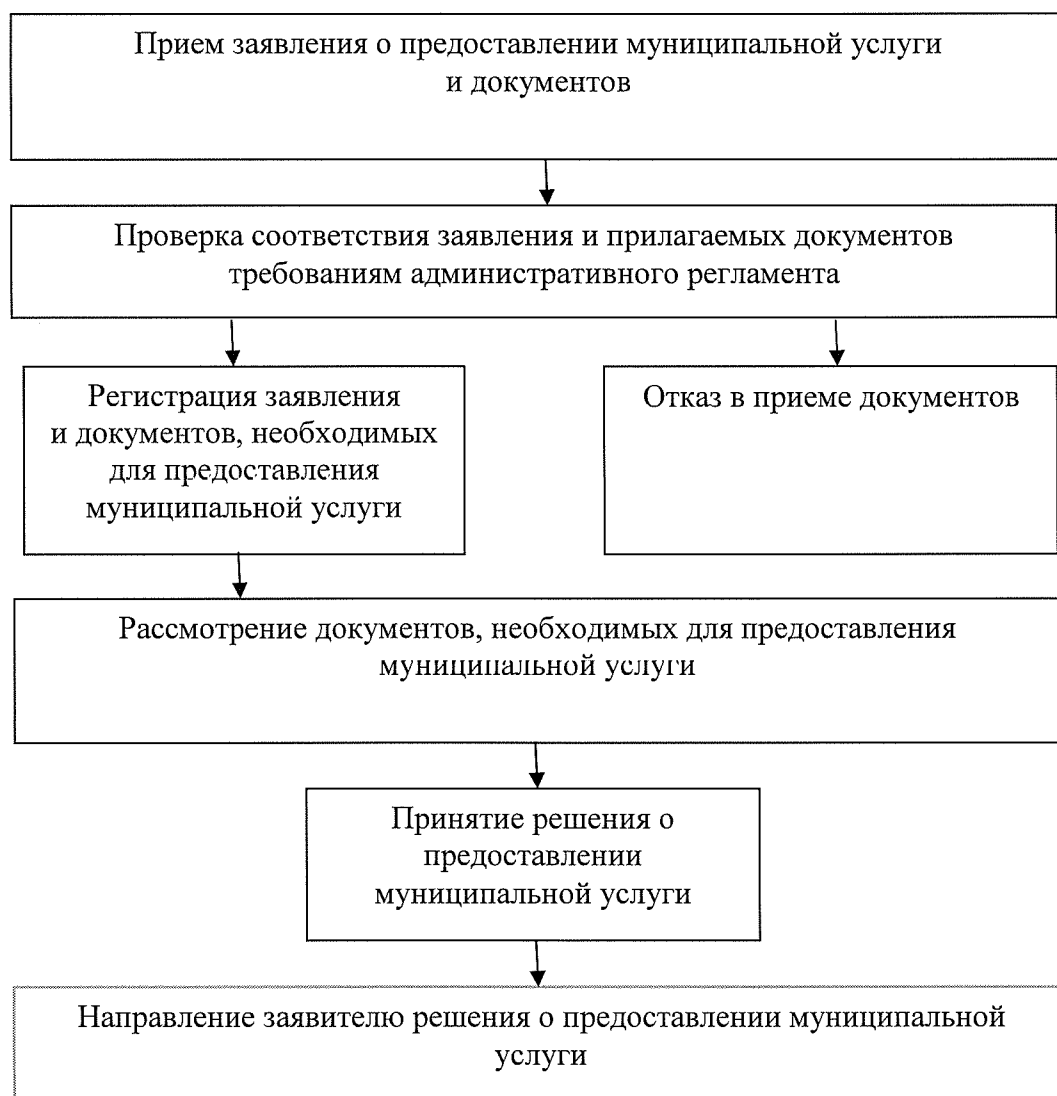 Прием заявления о предоставлении муниципальной услуги
и документов
Проверка соответствия заявления и прилагаемых документов
требованиям административного регламента
Регистрация заявления
и документов, необходимых
для предоставления
муниципальной услуги
Отказ в приеме документов
Рассмотрение документов, необходимых для предоставления
муниципальной услуги
Принятие решения о
предоставлении
муниципальной услуги
Направление заявителю решения о предоставлении муниципальной
услуги